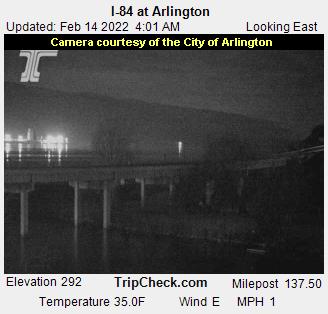 I-84 at Arlington
Updated: Feb 14 2022 4:01 AM Looking East
Camera courtesy of the City of Arlington
Elevation 292 TripCheck.com Milepost 137.50
Temperature 35.0F Wind E MPH 1